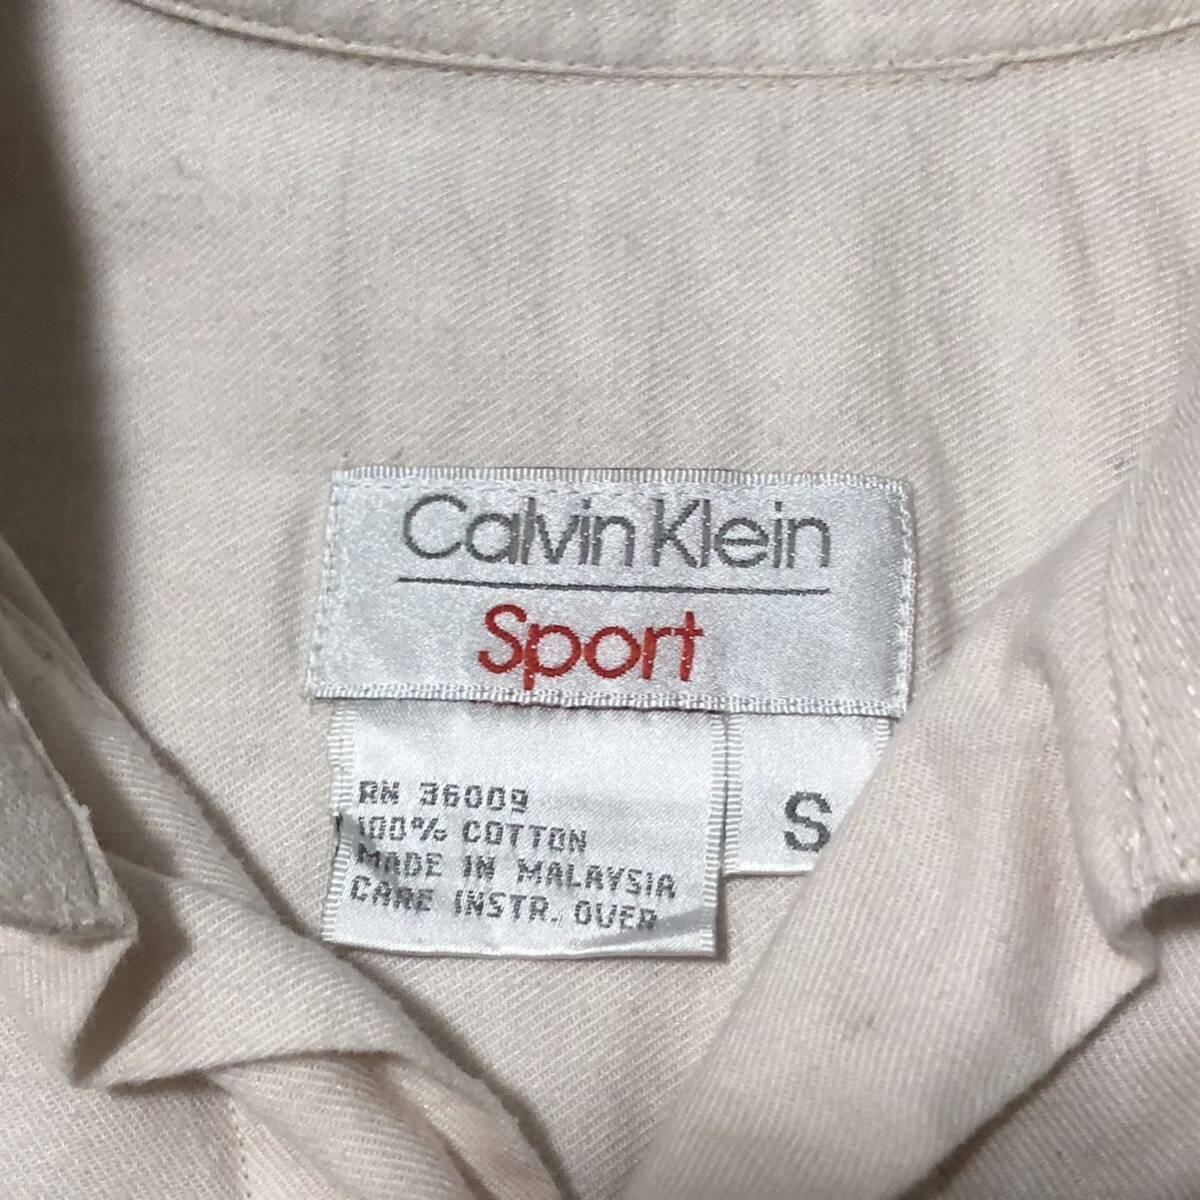 Calvin Klein
Sport
RN 36009
100% COTTON
MADE IN MALAYSIA
CARE INSTR. OVER
S